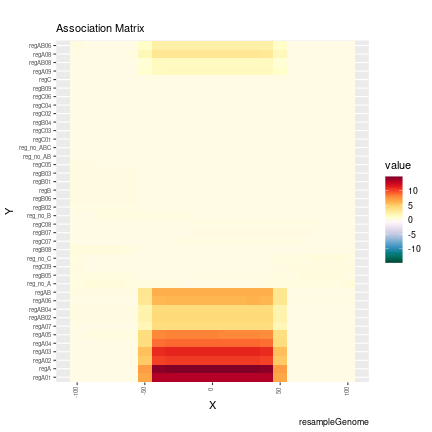 Association Matrix
regAB06
regA08
regAB08
regA09
regC
regB09
regC06
regC04
regC02
regB04
regC03
regC01
reg_no_ABC
reg_no_AB
regC05
regB03
regB01
regB
regB06
regB02
reg_no_B
regC08
regB07
regC07
regB08
reg_no_C
regC09
regB05
reg_no_A
regAB
regA06
regAB04
regAB02
regA07
regA05
regA04
regA03
regA02
regA
regA01
Y
-100
-50
0
50
100
X
value
10
5
0
-5
-10
resampleGenome